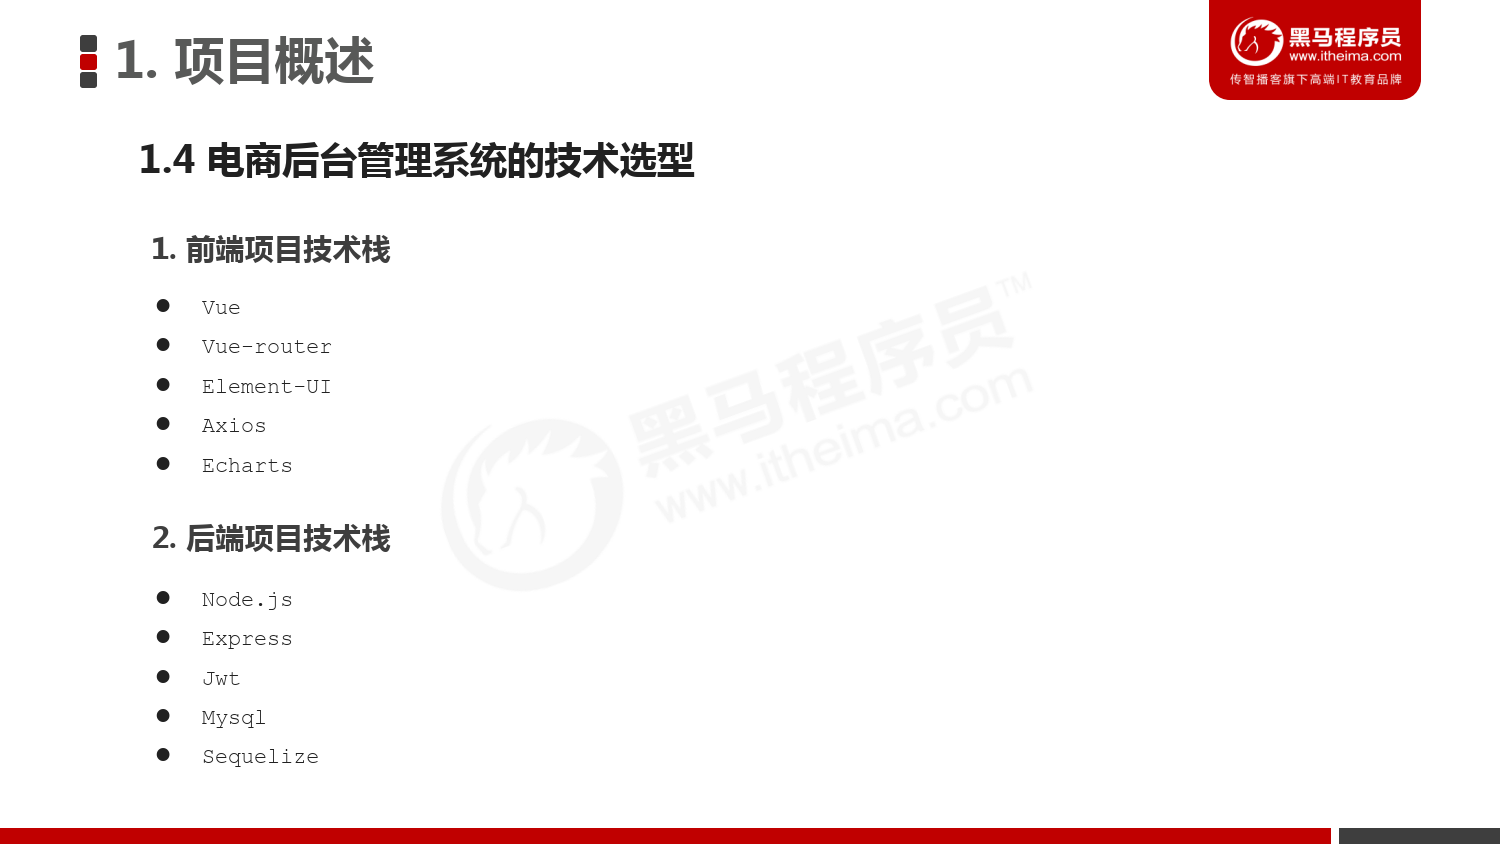 1. 项目概述
黑马程序员
www.itheima.com
传智播客旗下高端IT教育品牌
1.4 电商后台管理系统的技术选型
1. 前端项目技术栈
● Vue
● Vue-router
● Element-UI
● Axios
● Echarts
黑马程序员™
www.itheima.com
2. 后端项目技术栈
● Node.js
● Express
● Jwt
● Mysql
● Sequelize